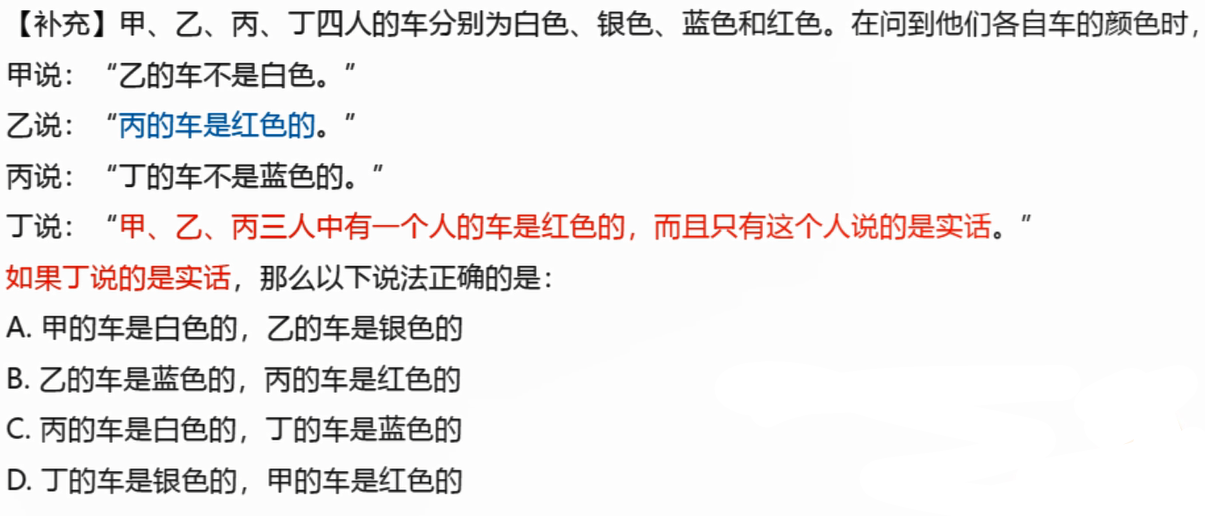 【补充】甲、乙、丙、丁四人的车分别为白色、银色、蓝色和红色。在问到他们各自车的颜色时，
甲说：“乙的车不是白色。”
乙说：“丙的车是红色的。”
丙说：“丁的车不是蓝色的。”
丁说：“甲、乙、丙三人中有一个人的车是红色的，而且只有这个人说的是实话。”
如果丁说的是实话，那么以下说法正确的是：
A. 甲的车是白色的，乙的车是银色的
B. 乙的车是蓝色的，丙的车是红色的
C. 丙的车是白色的，丁的车是蓝色的
D. 丁的车是银色的，甲的车是红色的